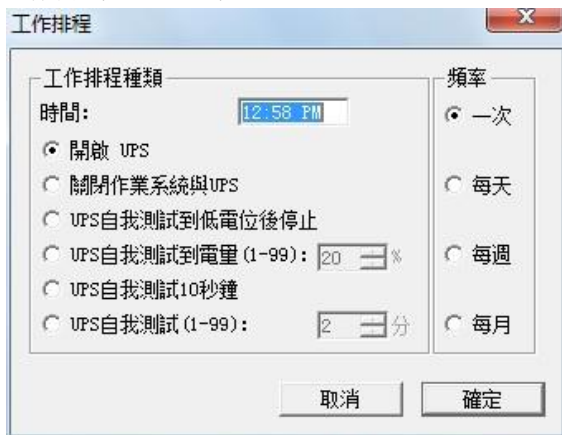 工作排程
工作排程種類
時間: 12:58 PM
開啟 UPS
關閉作業系統與UPS
UPS自我測試到低電位後停止
UPS自我測試到電量(1-99): 20 %
UPS自我測試10秒鐘
UPS自我測試(1-99): 2 分
頻率
一次
每天
每週
每月
取消
確定